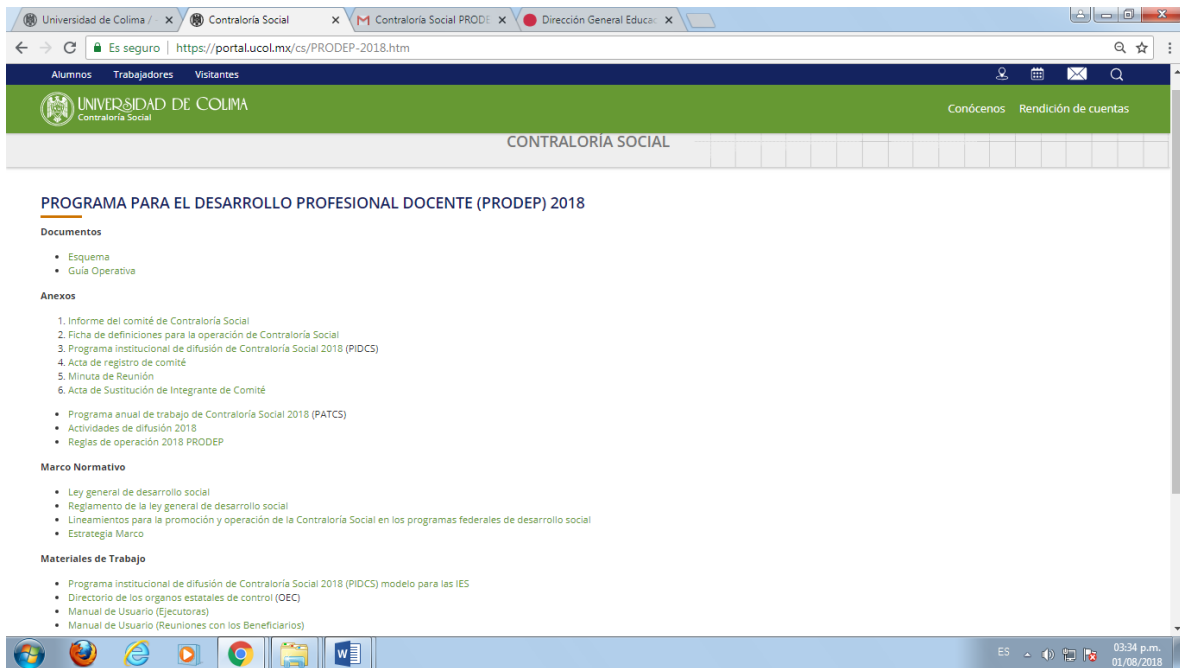 Universidad de Colima / -
Contraloría Social
Contraloría Social PRODE
Dirección General Educac
Es seguro | https://portal.ucol.mx/cs/PRODEP-2018.htm
Alumnos Trabajadores Visitantes
UNIVERSIDAD DE COLIMA
Contraloría Social
Conócenos Rendición de cuentas
CONTRALORÍA SOCIAL
PROGRAMA PARA EL DESARROLLO PROFESIONAL DOCENTE (PRODEP) 2018
Documentos
• Esquema
• Guía Operativa
Anexos
1. Informe del comité de Contraloría Social
2. Ficha de definiciones para la operación de Contraloría Social
3. Programa institucional de difusión de Contraloría Social 2018 (PIDCS)
4. Acta de registro de comité
5. Minuta de Reunión
6. Acta de Sustitución de Integrante de Comité
• Programa anual de trabajo de Contraloría Social 2018 (PATCS)
• Actividades de difusión 2018
• Reglas de operación 2018 PRODEP
Marco Normativo
• Ley general de desarrollo social
• Reglamento de la ley general de desarrollo social
• Lineamientos para la promoción y operación de la Contraloría Social en los programas federales de desarrollo social
• Estrategia Marco
Materiales de Trabajo
• Programa institucional de difusión de Contraloría Social 2018 (PIDCS) modelo para las IES
• Directorio de los organos estatales de control (OEC)
• Manual de Usuario (Ejecutoras)
• Manual de Usuario (Reuniones con los Beneficiarios)
ES
03:34 p.m.
01/08/2018